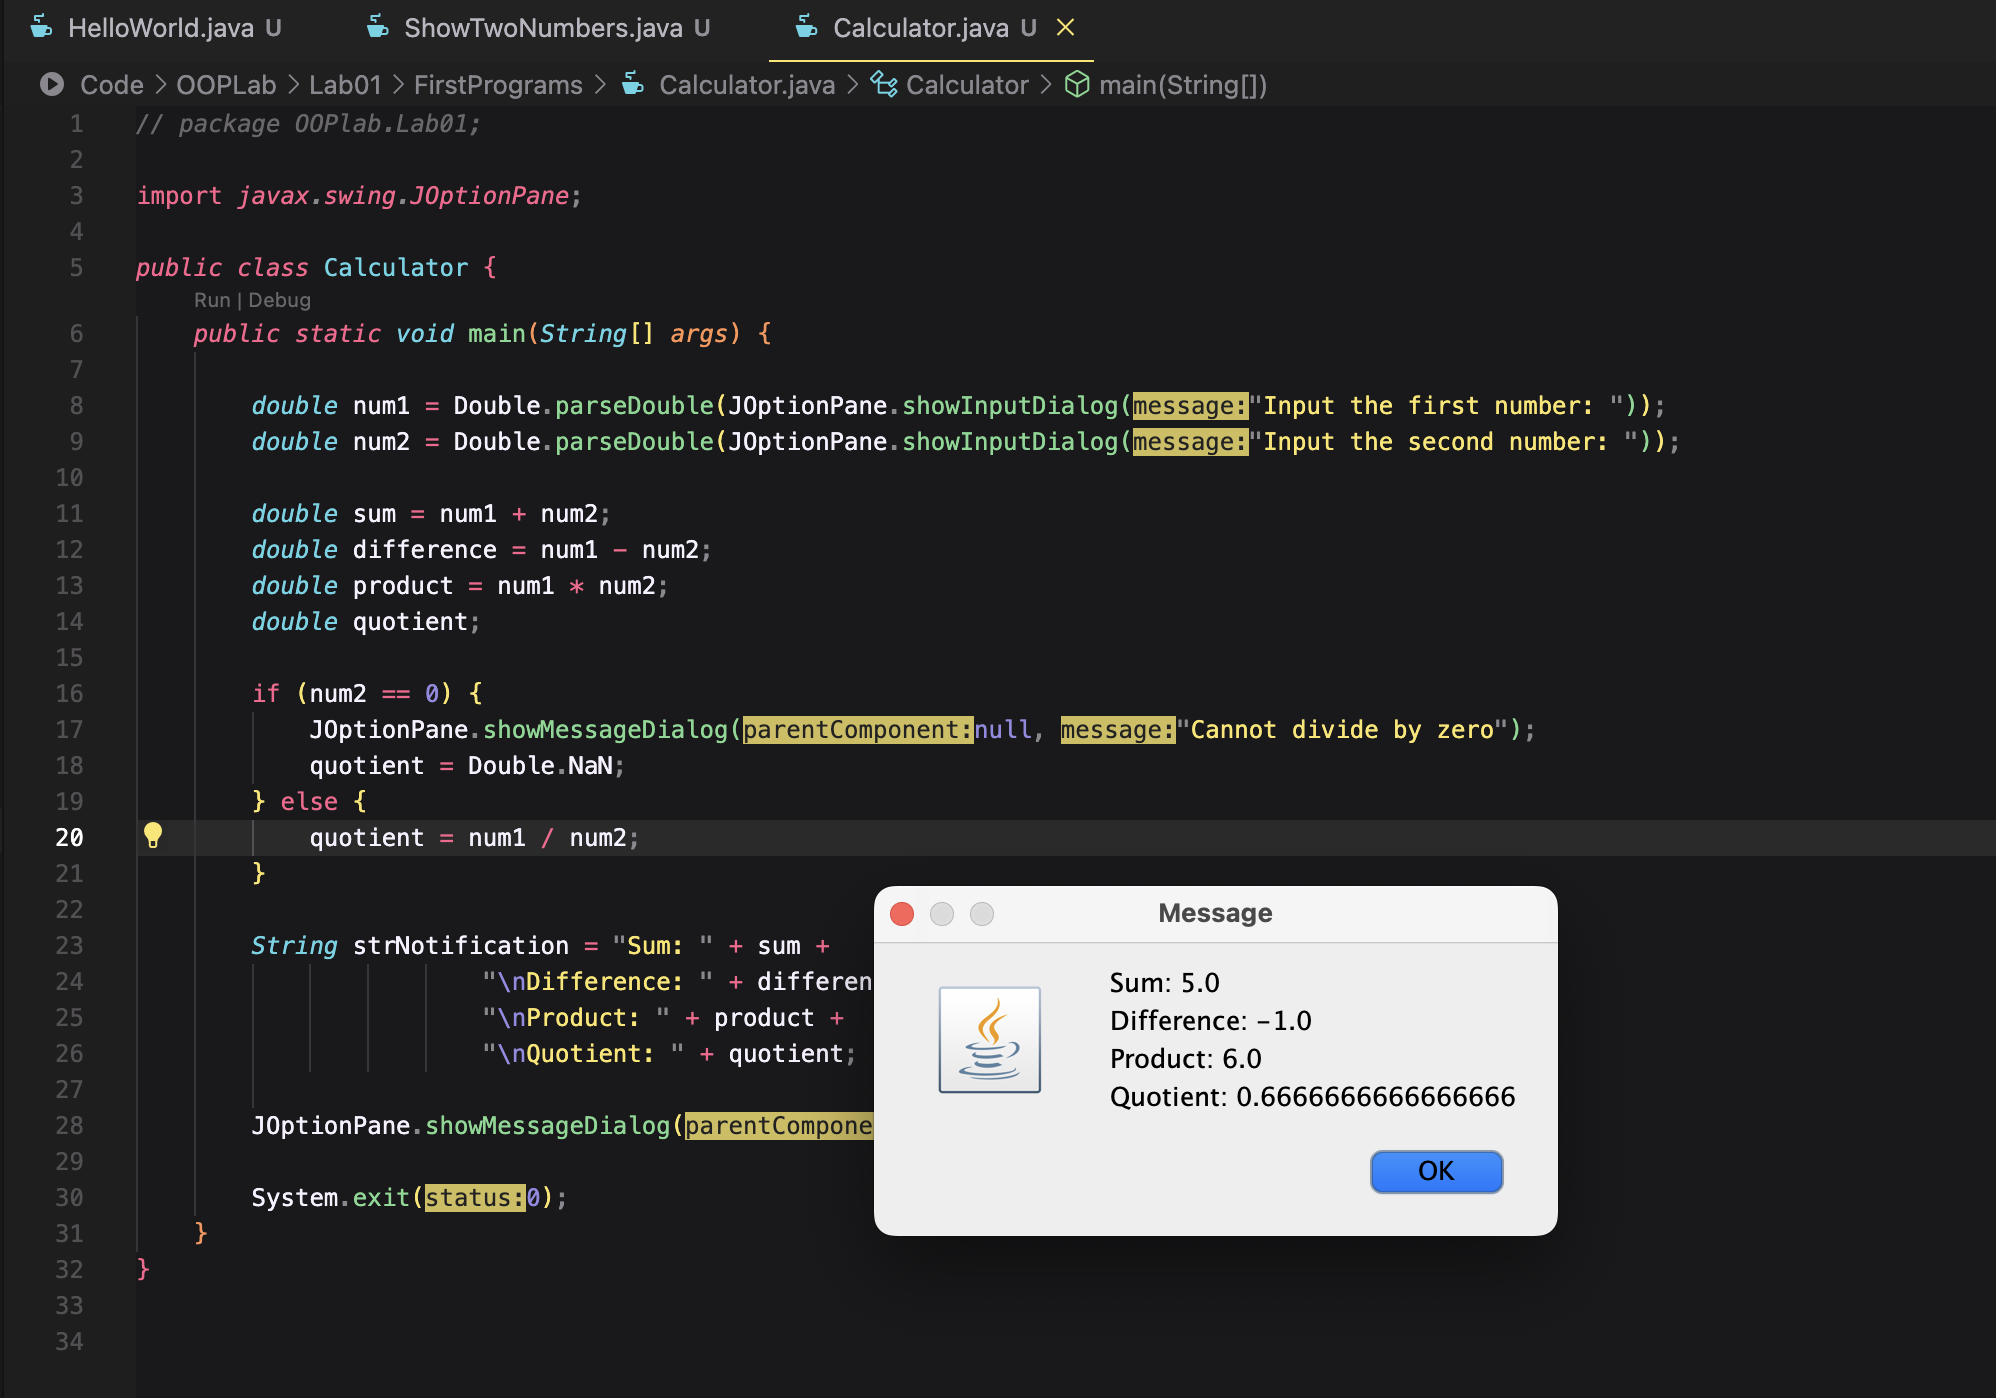 HelloWorld.java U ShowTwoNumbers.java U Calculator.java U
Code > OOPLab > Lab01 > FirstPrograms > Calculator.java > Calculator > main(String[])
1 // package OOPlab.Lab01;
2
3 import javax.swing.JOptionPane;
4
5 public class Calculator {
Run | Debug
6 public static void main(String[] args) {
7
8 double num1 = Double.parseDouble(JOptionPane.showInputDialog(message:"Input the first number: "));
9 double num2 = Double.parseDouble(JOptionPane.showInputDialog(message:"Input the second number: "));
10
11 double sum = num1 + num2;
12 double difference = num1 - num2;
13 double product = num1 * num2;
14 double quotient;
15
16 if (num2 == 0) {
17 JOptionPane.showMessageDialog(parentComponent:null, message:"Cannot divide by zero");
18 quotient = Double.NaN;
19 } else {
20 quotient = num1 / num2;
21 }
22
23 String strNotification = "Sum: " + sum +
24 "\nDifference: " + differen
25 "\nProduct: " + product +
26 "\nQuotient: " + quotient;
27
28 JOptionPane.showMessageDialog(parentCompone
29
30 System.exit(status:0);
31 }
32 }
33
34
Message
Sum: 5.0
Difference: -1.0
Product: 6.0
Quotient: 0.6666666666666666
OK